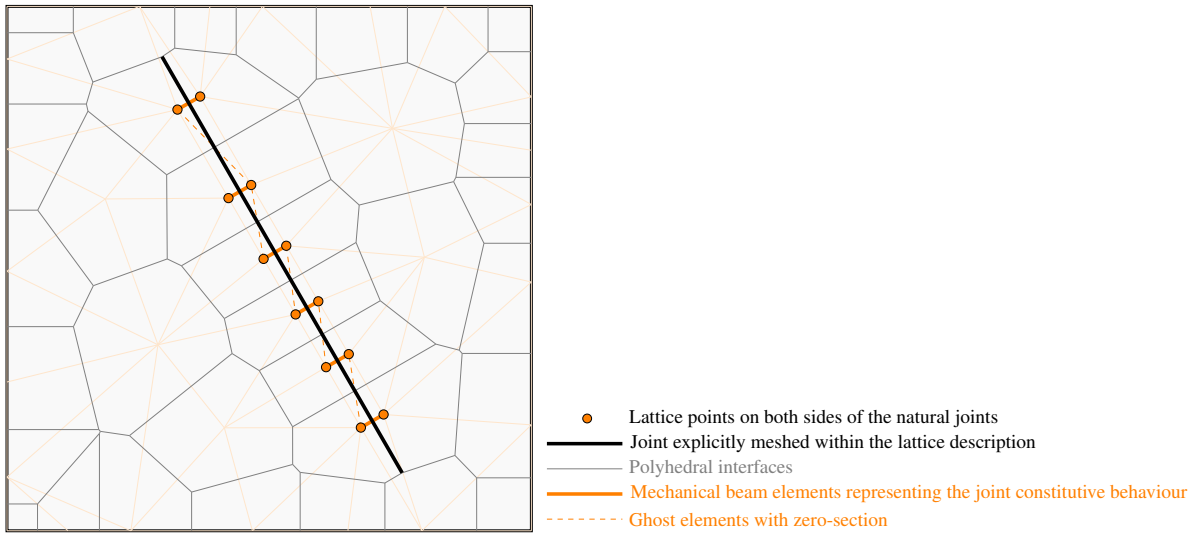 Lattice points on both sides of the natural joints
Joint explicitly meshed within the lattice description
Polyhedral interfaces
Mechanical beam elements representing the joint constitutive behaviour
Ghost elements with zero-section